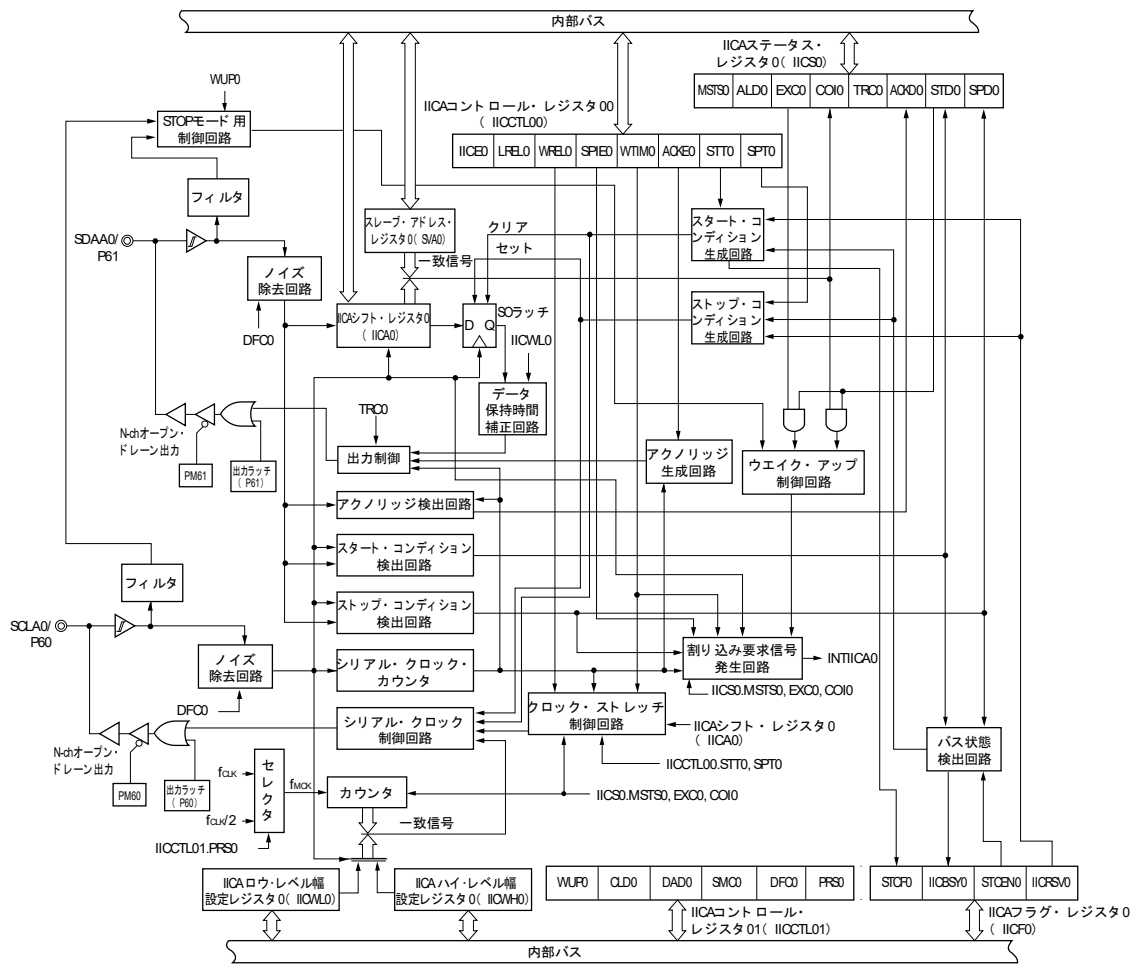 内部バス
IICAステータス・
レジスタ0( IICS0)
MSTS0 ALD0 EXC0 COI0 TRC0 ACKD0 STD0 SPD0
WUP0
STOPモード用
制御回路
IICAコントロール・レジスタ00
( IICCTL00)
IICE0 LREL0 WREL0 SPIE0 WTIM0 ACKE0 STT0 SPT0
フィルタ
SDAA0/
P61
スレーブ・アドレス・
レジスタ0( SVA0)
クリア
セット
スタート・コ
ンディション
生成回路
一致信号
ノイズ
除去回路
DFC0
IICAシフト・レジスタ0
( IICA0)
SOラッチ
D Q
IICWL0
ストップ・コ
ンディション
生成回路
データ
保持時間
補正回路
TRC0
N-chオープン・
ドレーン出力
PM61
出力ラッチ
( P61)
出力制御
アクノリッジ
生成回路
ウエイク・アップ
制御回路
アクノリッジ検出回路
スタート・コンディション
検出回路
フィルタ
ストップ・コンディション
検出回路
SCLA0/
P60
ノイズ
除去回路
DFC0
シリアル・クロック・
カウンタ
割り込み要求信号
発生回路
INTIICA0
IICS0.MSTS0, EXC0, COI0
クロック・ストレッチ
制御回路
シリアル・クロック
制御回路
IICAシフト・レジスタ0
( IICA0)
IICCTL00.STT0, SPT0
バス状態
検出回路
N-chオープン・
ドレーン出力
PM60
出力ラッチ
( P60)
fCLK
fCLK/2
セレクタ
fMCK
カウンタ
IICS0.MSTS0, EXC0, COI0
一致信号
IICCTL01.PRS0
IICAロウ・レベル幅
設定レジスタ0( IICWL0)
IICAハイ・レベル幅
設定レジスタ0( IICWH0)
WUP0 CLD0 DAD0 SMC0 DFC0 PRS0
STCF0 IICBSY0 STCEN0 IICRSV0
IICAコントロール・
レジスタ01( IICCTL01)
IICAフラグ・レジスタ0
( IICF0)
内部バス